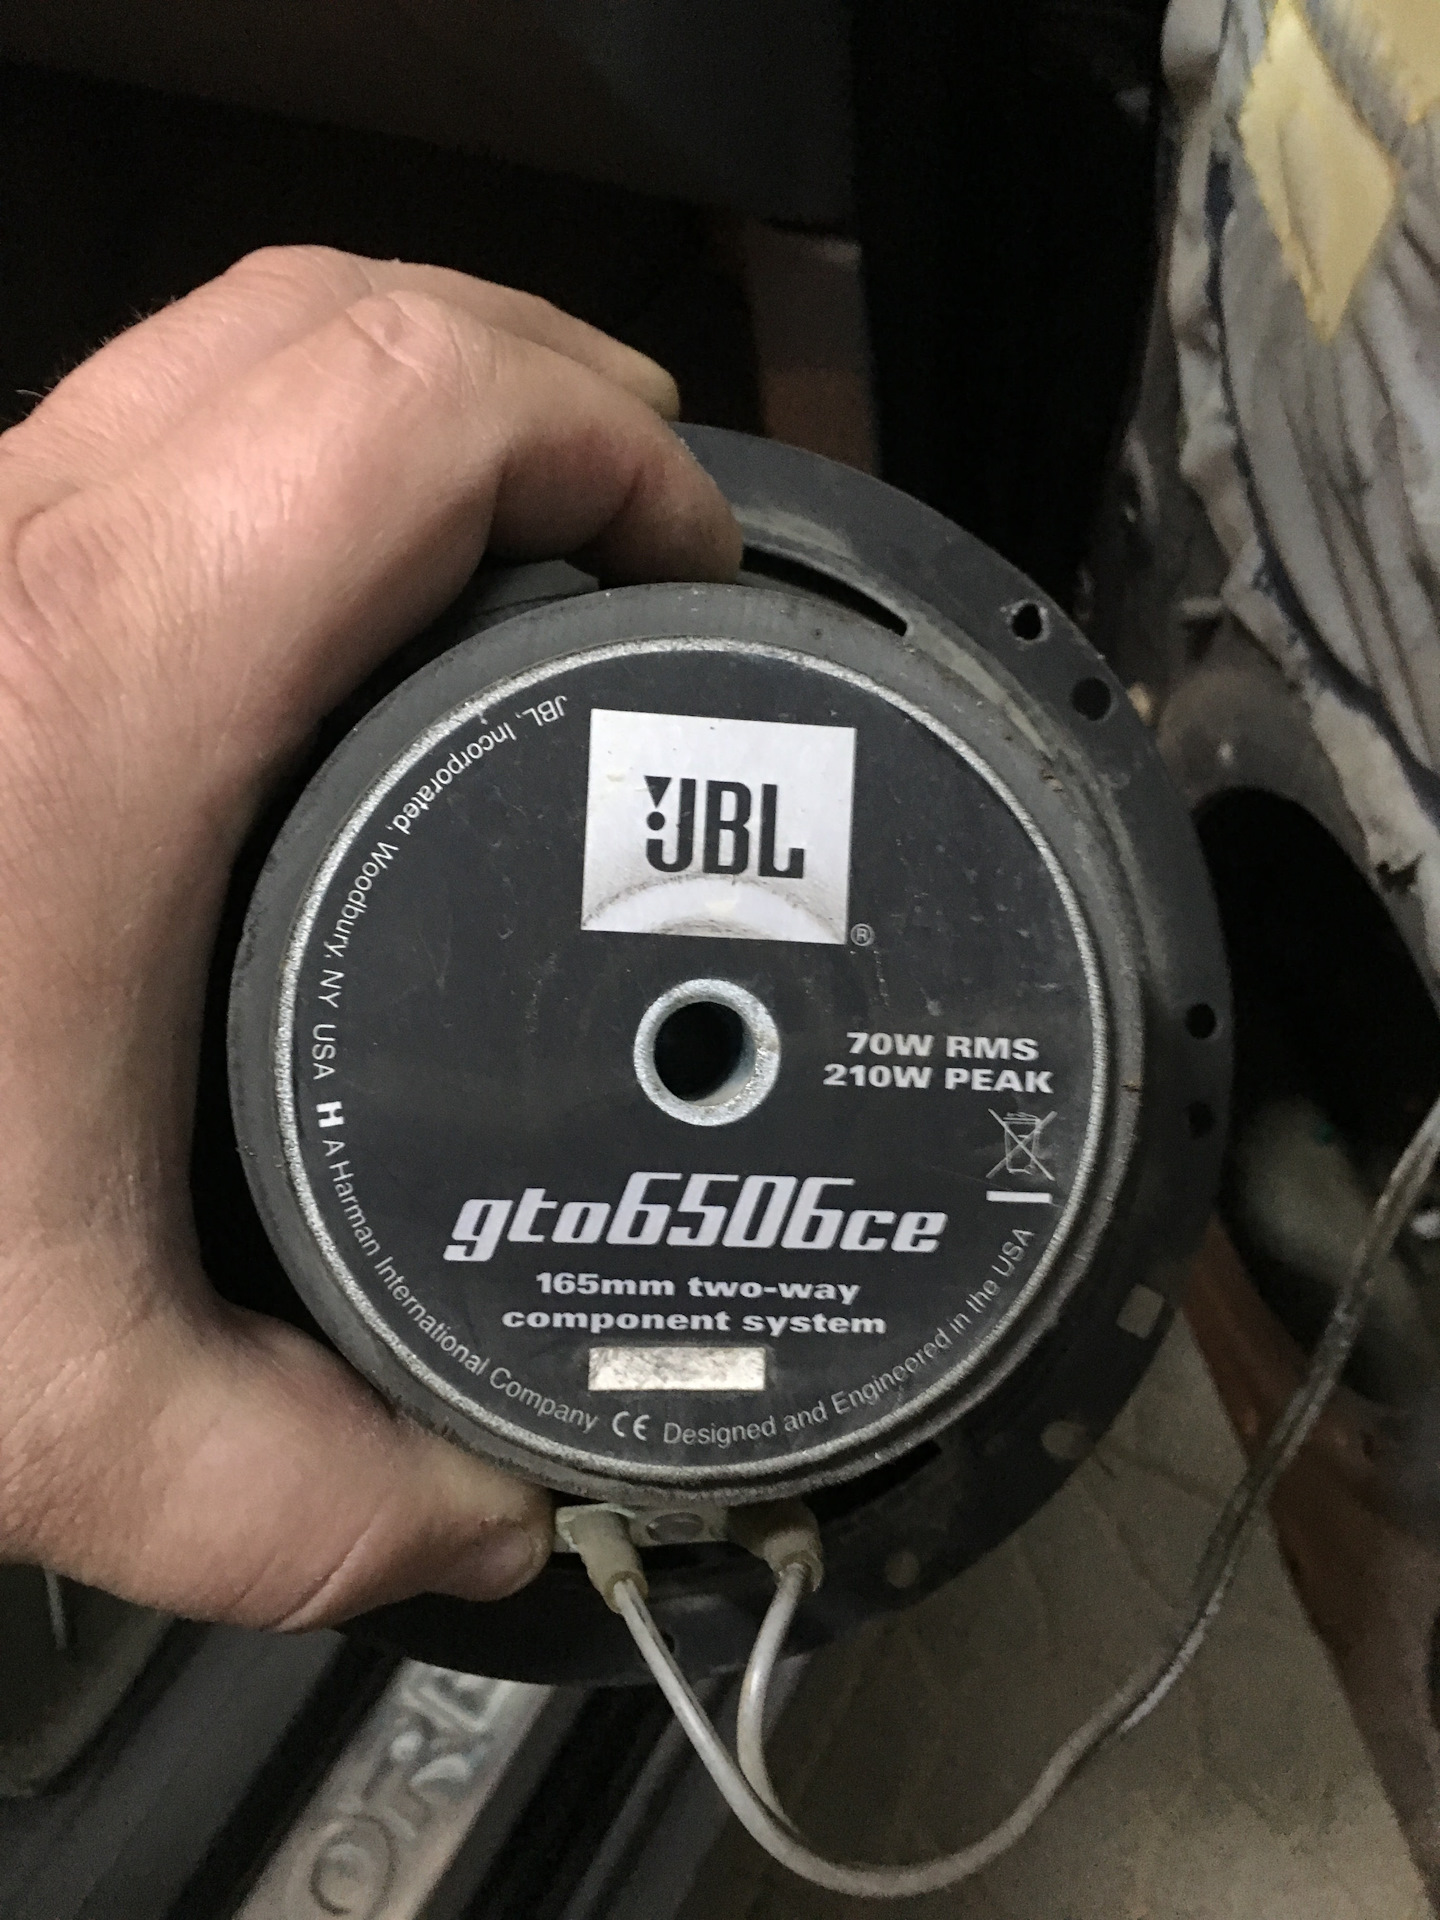 JBL
®
70W RMS
210W PEAK
gto6506ce
165mm two-way
component system
JBL, Incorporated, Woodbury, NY USA H A Harman International Company CE Designed and Engineered in the USA